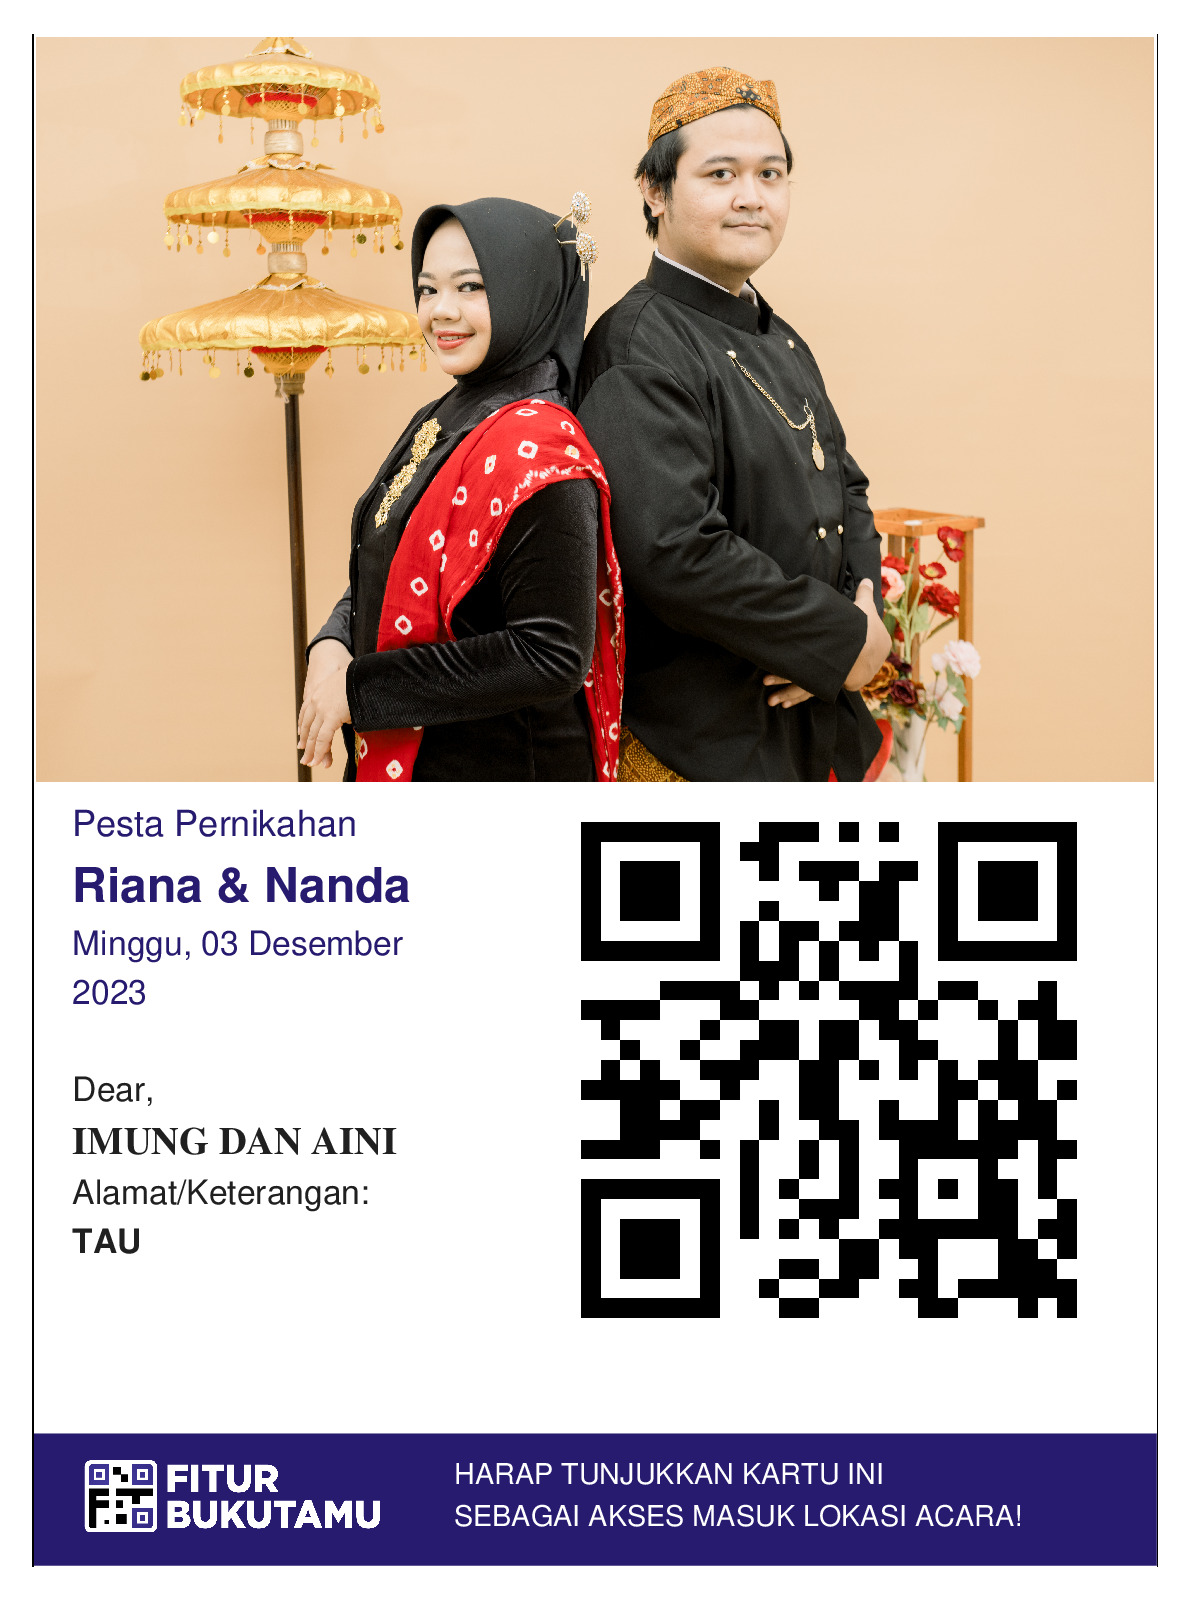 Pesta Pernikahan
Riana & Nanda
Minggu, 03 Desember
2023
Dear,
IMUNG DAN AINI
Alamat/Keterangan:
TAU
FiT
FITUR
BUKUTAMU
HARAP TUNJUKKAN KARTU INI
SEBAGAI AKSES MASUK LOKASI ACARA!